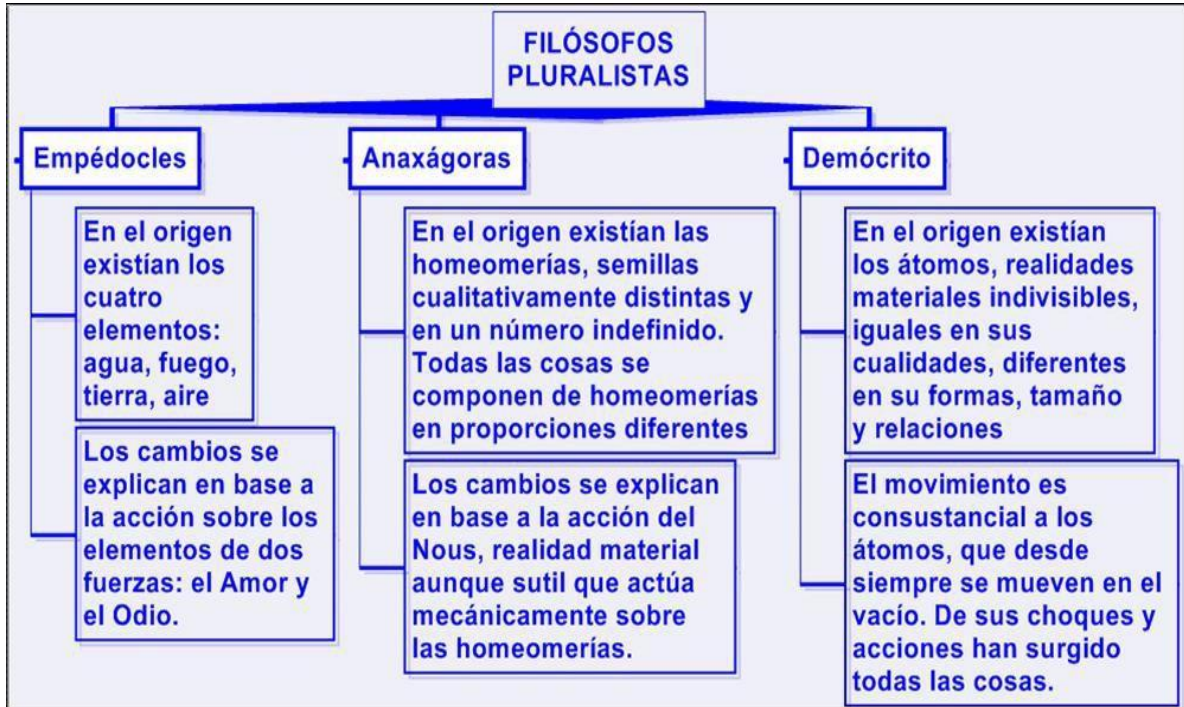 FILÓSOFOS
PLURALISTAS
Empédocles
En el origen
existían los
cuatro
elementos:
agua, fuego,
tierra, aire
Los cambios se
explican en base a
la acción sobre los
elementos de dos
fuerzas: el Amor y
el Odio.
Anaxágoras
En el origen existían las
homeomerías, semillas
cualitativamente distintas y
en un número indefinido.
Todas las cosas se
componen de homeomerías
en proporciones diferentes
Los cambios se explican
en base a la acción del
Nous, realidad material
aunque sutil que actúa
mecánicamente sobre
las homeomerías.
Demócrito
En el origen existían
los átomos, realidades
materiales indivisibles,
iguales en sus
cualidades, diferentes
en su formas, tamaño
y relaciones
El movimiento es
consustancial a los
átomos, que desde
siempre se mueven en el
vacío. De sus choques y
acciones han surgido
todas las cosas.